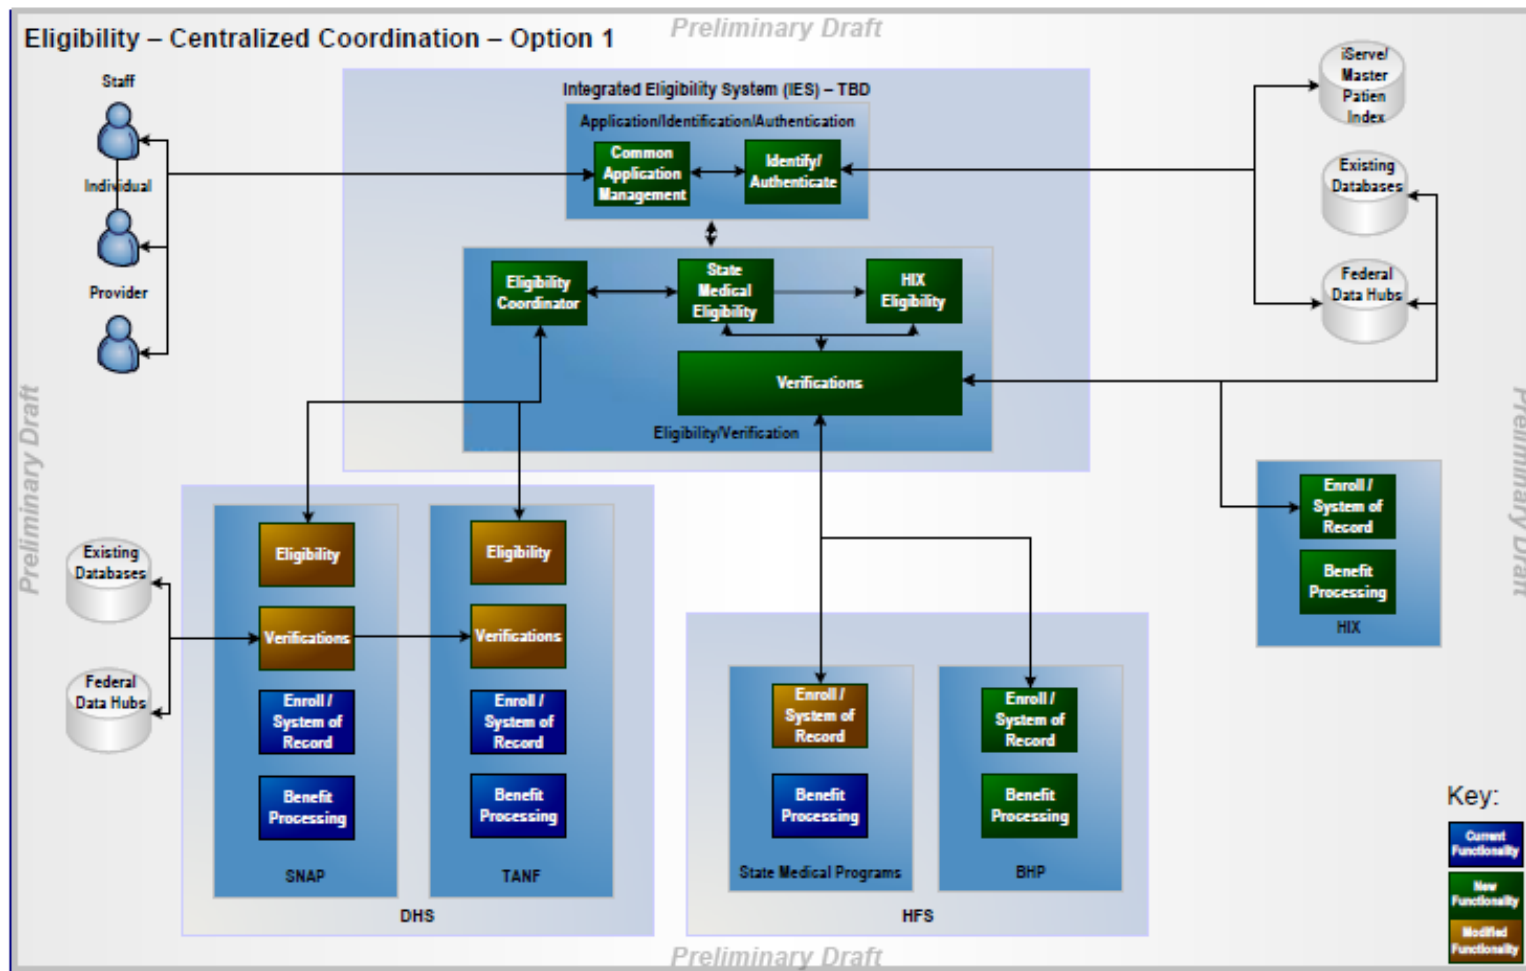 Preliminary Draft
Eligibility – Centralized Coordination – Option 1
Staff
Individual
Provider
Integrated Eligibility System (IES) – TBD
Application/Identification/Authentication
Common
Application
Management
Identify/
Authenticate
iServe/
Master
Patien
Index
Existing
Databases
Federal
Data Hubs
Eligibility
Coordinator
State
Medical
Eligibility
HIX
Eligibility
Verifications
Eligibility/Verification
Preliminary Draft
Preliminary Draft
Existing
Databases
Federal
Data Hubs
Eligibility
Verifications
Enroll /
System of
Record
Benefit
Processing
SNAP
Eligibility
Verifications
Enroll /
System of
Record
Benefit
Processing
TANF
DHS
Enroll /
System of
Record
Benefit
Processing
State Medical Programs
Enroll /
System of
Record
Benefit
Processing
BHP
HFS
Enroll /
System of
Record
Benefit
Processing
HIX
Key:
Current
Functionality
New
Functionality
Modified
Functionality
Preliminary Draft